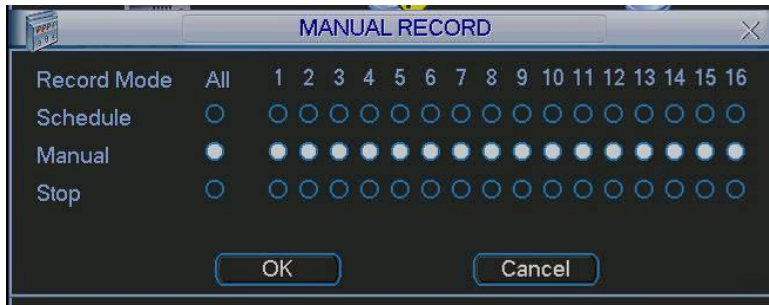 MANUAL RECORD
Record Mode All 1 2 3 4 5 6 7 8 9 10 11 12 13 14 15 16
Schedule
Manual
Stop
OK Cancel